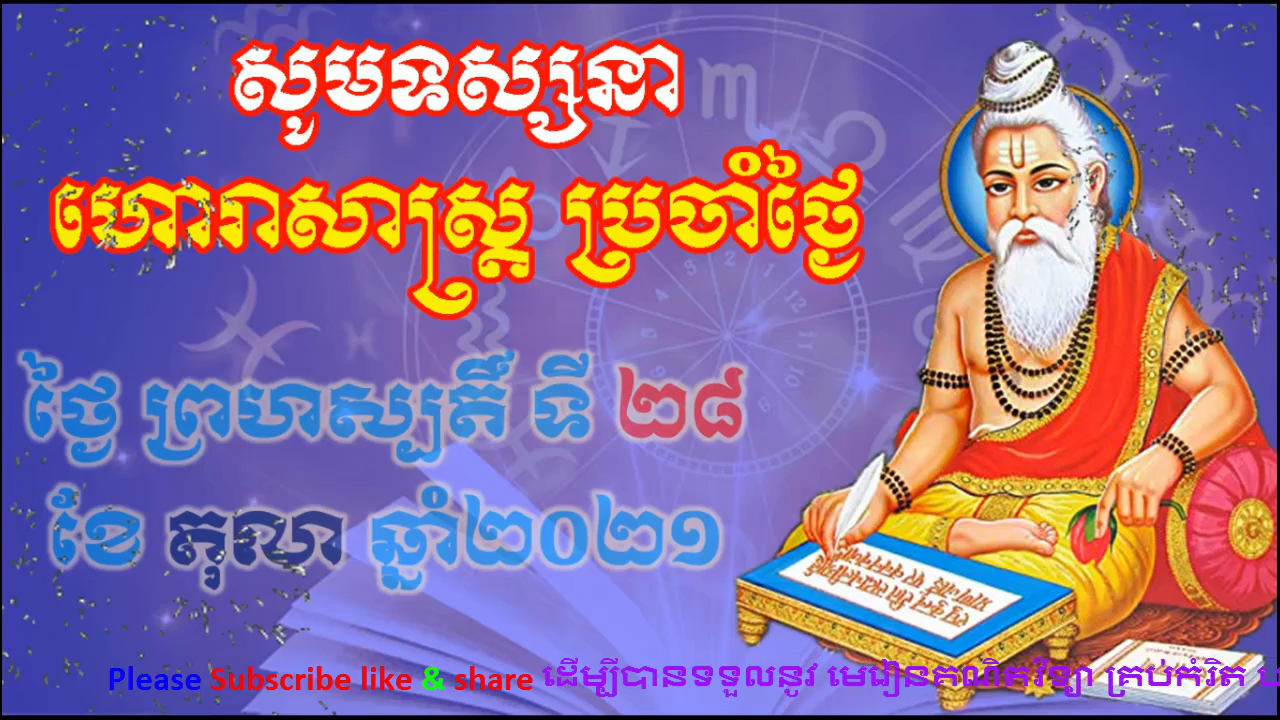 សូមទស្សនា
ហោរាសាស្ត្រ ប្រចាំថ្ងៃ
ថ្ងៃ ព្រហស្បតិ៍ ទី ២៨
ខែ តុលា ឆ្នាំ២០២១
Please Subscribe like & share ដើម្បីបានទទួលនូវ មេរៀនគណិតវិទ្យា គ្រប់កំរិត